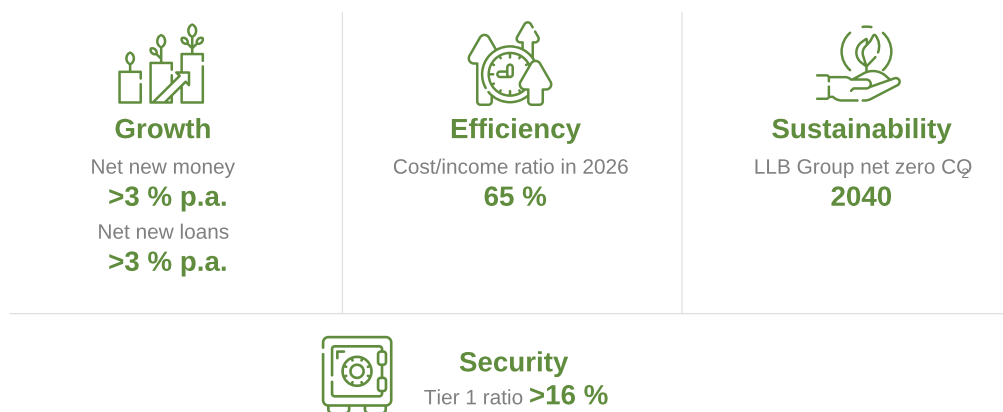 Growth
Net new money
>3 % p.a.
Net new loans
>3 % p.a.
Efficiency
Cost/income ratio in 2026
65 %
Sustainability
LLB Group net zero CO₂
2040
Security
Tier 1 ratio >16 %